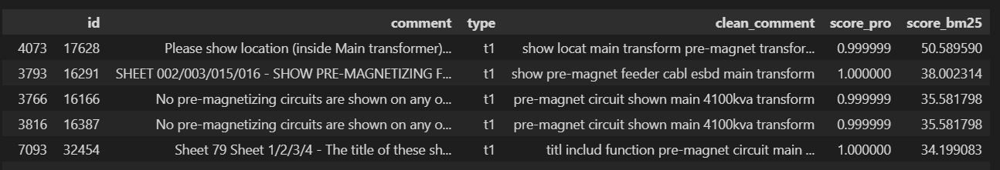 id comment type clean_comment score_pro score_bm25
4073 17628 Please show location (inside Main transformer)... t1 show locat main transform pre-magnet transfor... 0.999999 50.589590
3793 16291 SHEET 002/003/015/016 - SHOW PRE-MAGNETIZING F... t1 show pre-magnet feeder cabl esbd main transform 1.000000 38.002314
3766 16166 No pre-magnetizing circuits are shown on any o... t1 pre-magnet circuit shown main 4100kva transform 0.999999 35.581798
3816 16387 No pre-magnetizing circuits are shown on any o... t1 pre-magnet circuit shown main 4100kva transform 0.999999 35.581798
7093 32454 Sheet 79 Sheet 1/2/3/4 - The title of these sh... t1 titl includ function pre-magnet circuit main ... 1.000000 34.199083